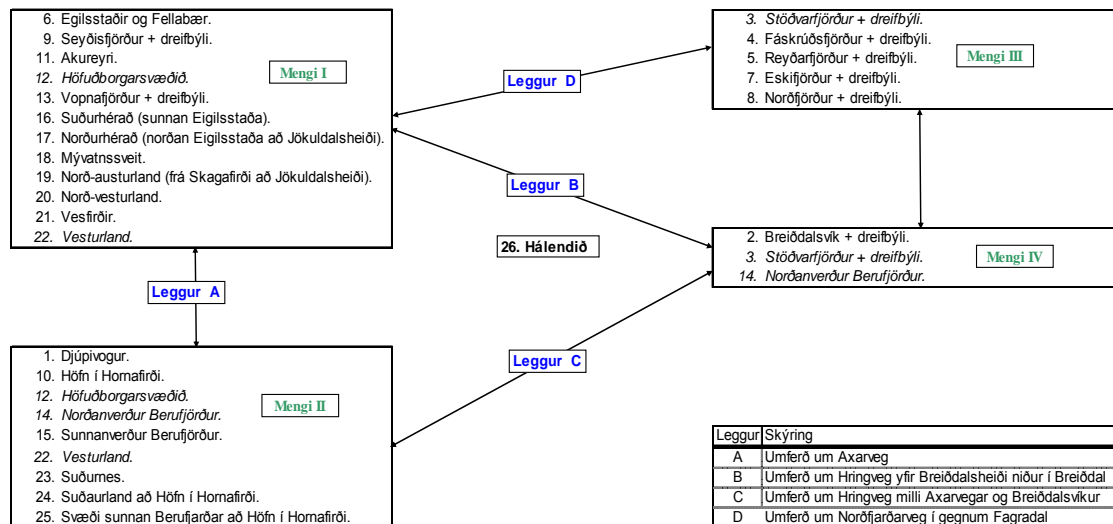 6. Egilsstaðir og Fellabær.
9. Seyðisfjörður + dreifbýli.
11. Akureyri.
12. Höfuðborgarsvæðið.
13. Vopnafjörður + dreifbýli.
16. Suðurhérað (sunnan Eigilsstaða).
17. Norðurhérað (norðan Eigilsstaða að Jökuldalsheiði).
18. Mývatnssveit.
19. Norð-austurland (frá Skagafirði að Jökuldalsheiði).
20. Norð-vesturland.
21. Vesfirðir.
22. Vesturland.
Mengi I
3. Stöðvarfjörður + dreifbýli.
4. Fáskrúðsfjörður + dreifbýli.
5. Reyðarfjörður + dreifbýli.
7. Eskifjörður + dreifbýli.
8. Norðfjörður + dreifbýli.
Mengi III
Leggur D
Leggur B
26. Hálendið
2. Breiðdalsvík + dreifbýli.
3. Stöðvarfjörður + dreifbýli.
14. Norðanverður Berufjörður.
Mengi IV
Leggur A
Leggur C
1. Djúpivogur.
10. Höfn í Hornafirði.
12. Höfuðborgarsvæðið.
14. Norðanverður Berufjörður.
15. Sunnanverður Berufjörður.
22. Vesturland.
23. Suðurnes.
24. Suðaurland að Höfn í Hornafirði.
25. Svæði sunnan Berufjarðar að Höfn í Hornafirði.
Mengi II
Leggur Skýring
A Umferð um Axarveg
B Umferð um Hringveg yfir Breiðdalsheiði niður í Breiðdal
C Umferð um Hringveg milli Axarvegar og Breiðdalsvíkur
D Umferð um Norðfjarðarveg í gegnum Fagradal